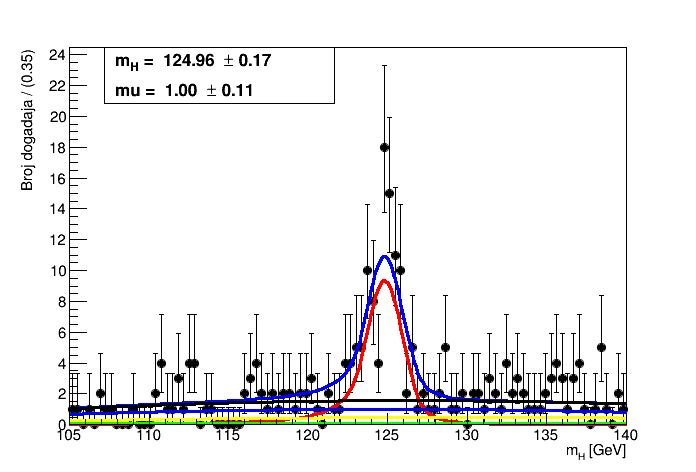 m_H = 124.96 ± 0.17
mu = 1.00 ± 0.11
Broj dogadaja / (0.35)
24
22
20
18
16
14
12
10
8
6
4
2
0
105 110 115 120 125 130 135 140
m_H [GeV]